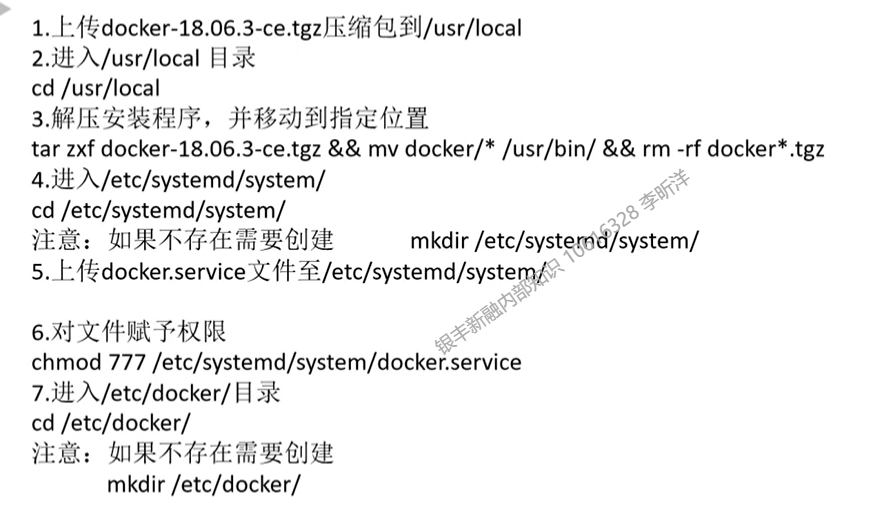 1.上传docker-18.06.3-ce.tgz压缩包到/usr/local
2.进入/usr/local 目录
cd /usr/local
3.解压安装程序，并移动到指定位置
tar zxf docker-18.06.3-ce.tgz && mv docker/* /usr/bin/ && rm -rf docker*.tgz
4.进入/etc/systemd/system/
cd /etc/systemd/system/
注意：如果不存在需要创建 mkdir /etc/systemd/system/
5.上传docker.service文件至/etc/systemd/system/
6.对文件赋予权限
chmod 777 /etc/systemd/system/docker.service
7.进入/etc/docker/目录
cd /etc/docker/
注意：如果不存在需要创建
mkdir /etc/docker/
银丰新融内部知识 10016328 李昕洋